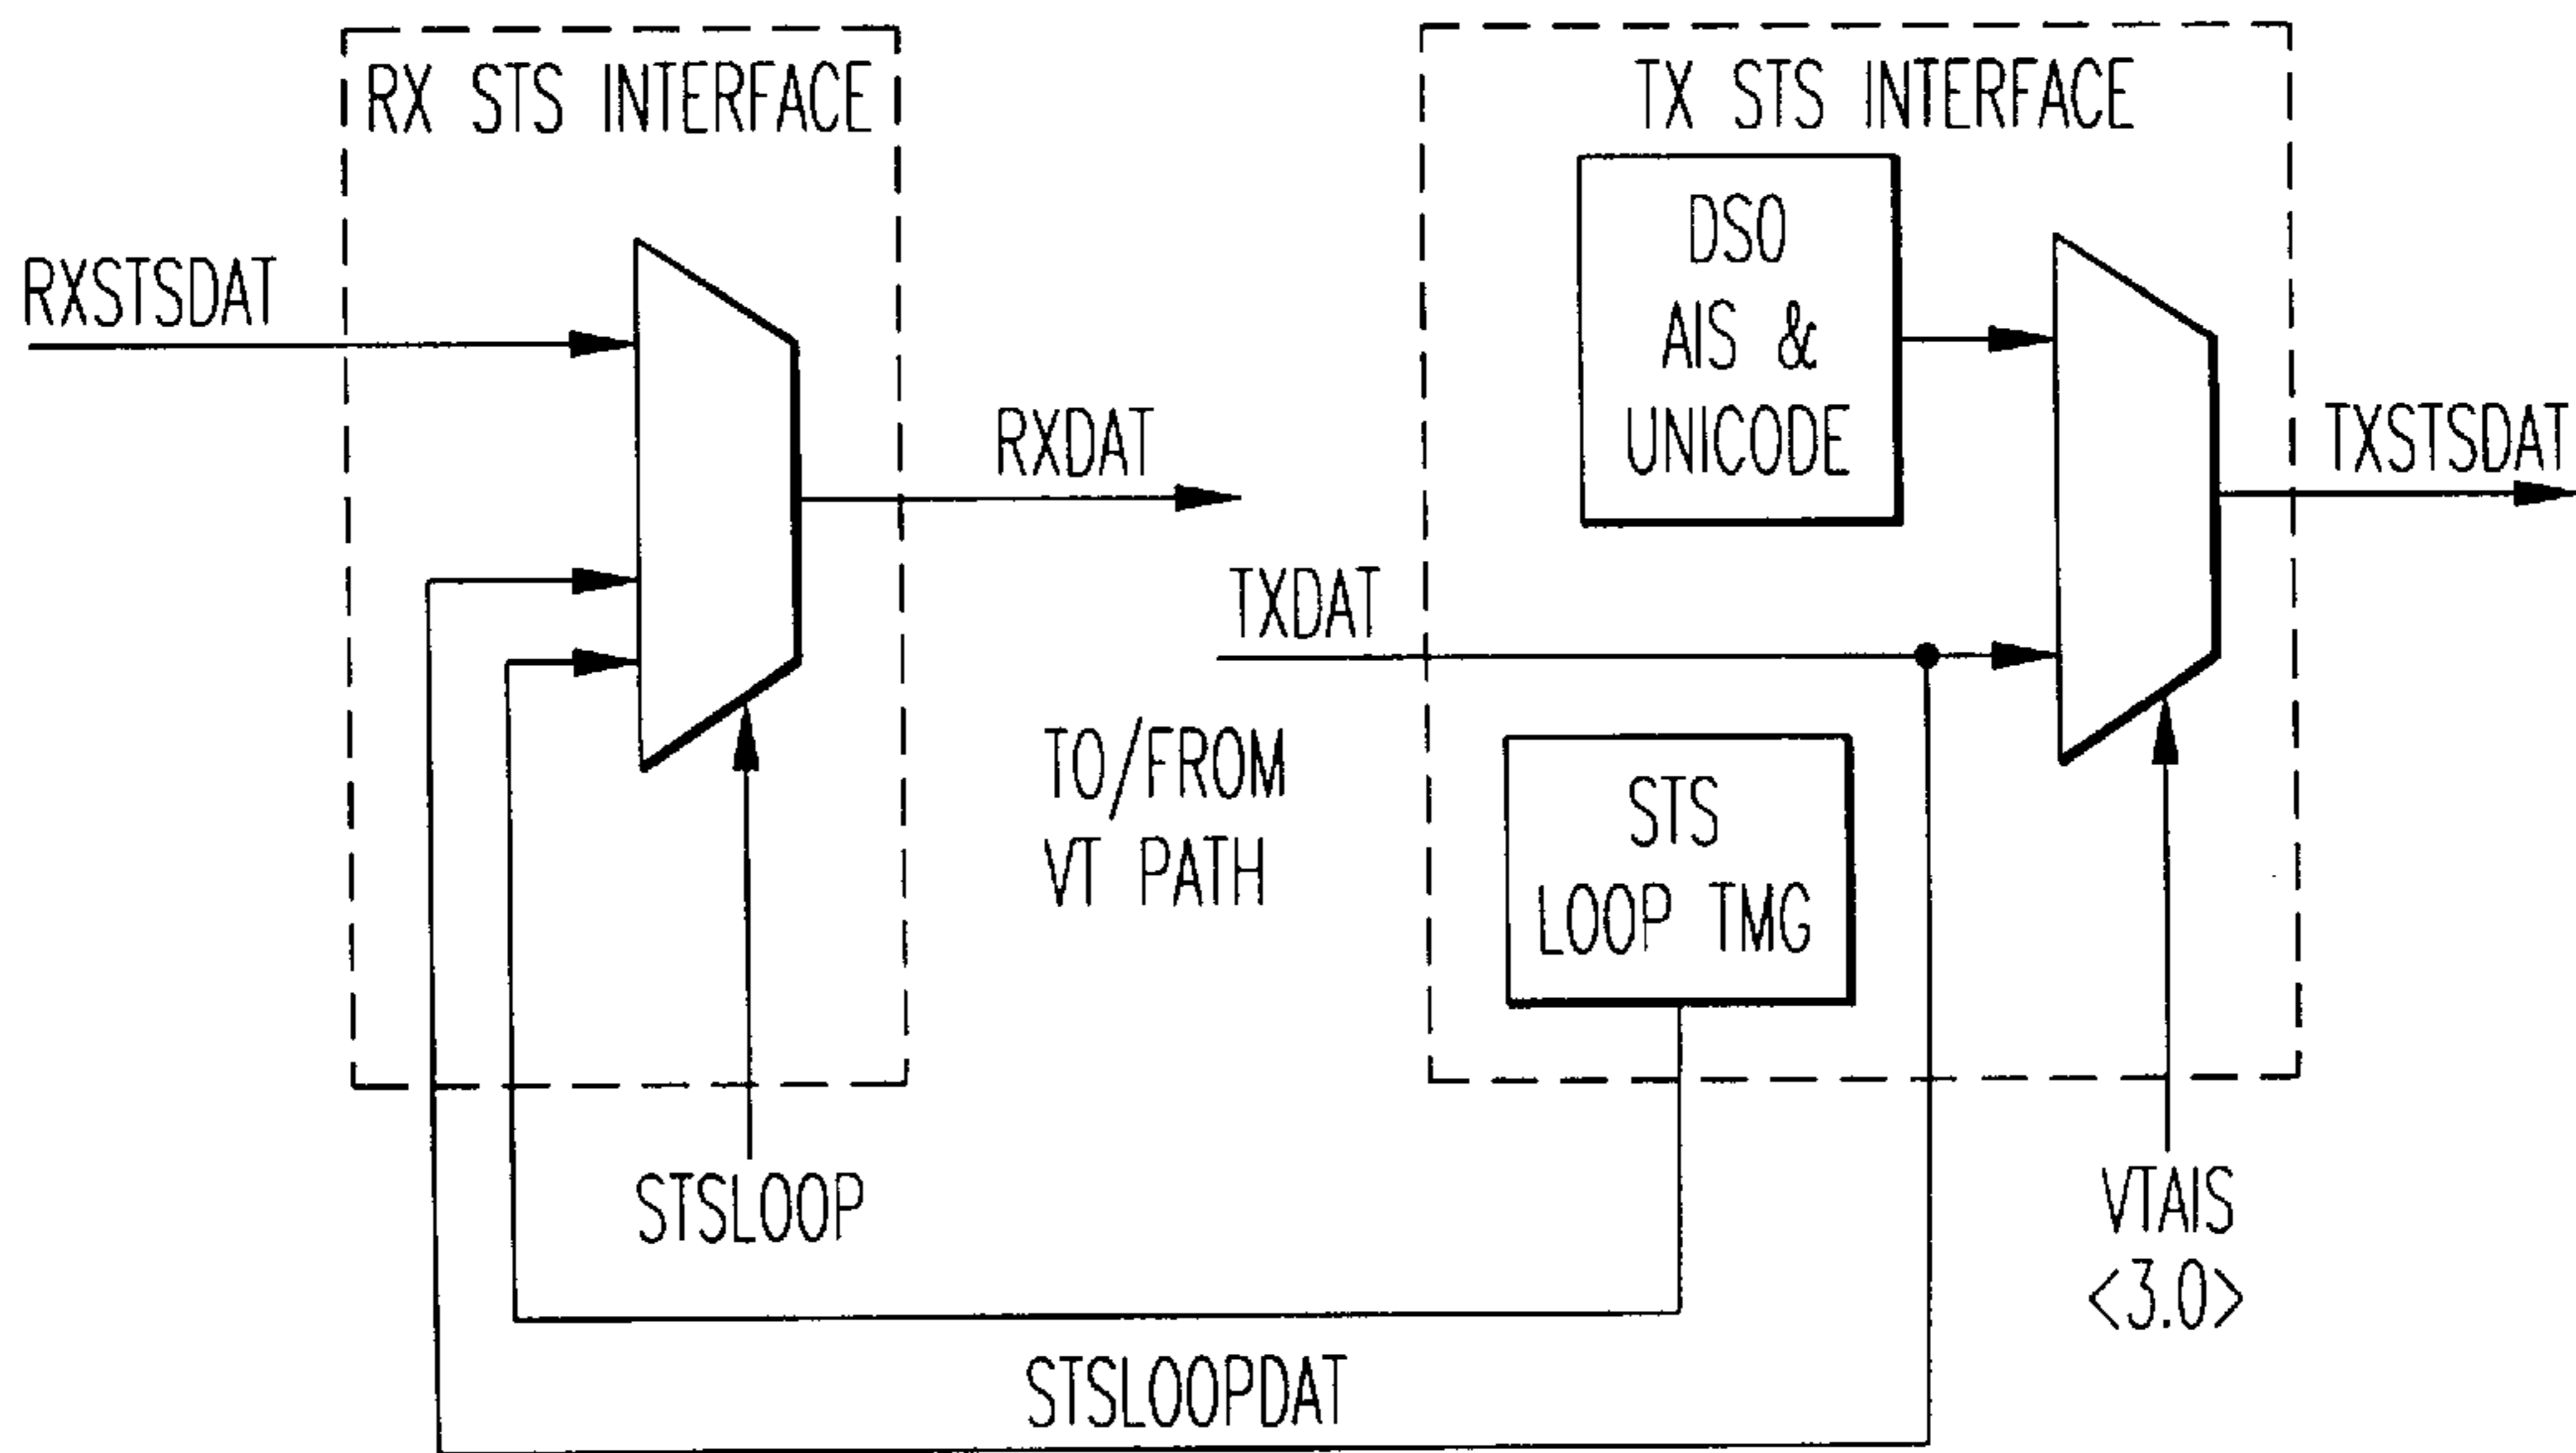 RX STS INTERFACE
RXSTSDAT
RXDAT
STSLOOP
TO/FROM
VT PATH
TX STS INTERFACE
DSO
AIS &
UNICODE
TXDAT
STS
LOOP TMG
TXSTSDAT
VTAIS
<3.0>
STSLOOPDAT